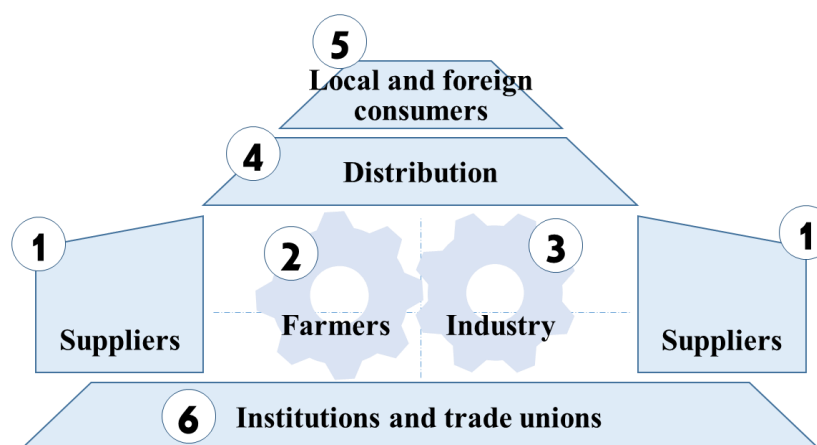 5
Local and foreign
consumers
4
Distribution
1
2
3
1
Suppliers
Farmers
Industry
Suppliers
6
Institutions and trade unions